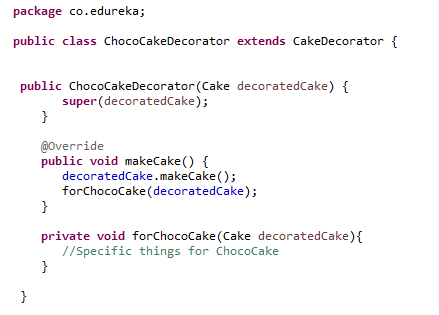 package co.edureka;
public class ChocoCakeDecorator extends CakeDecorator {
public ChocoCakeDecorator(Cake decoratedCake) {
super(decoratedCake);
}
@Override
public void makeCake() {
decoratedCake.makeCake();
forChocoCake(decoratedCake);
}
private void forChocoCake(Cake decoratedCake){
//Specific things for ChocoCake
}
}